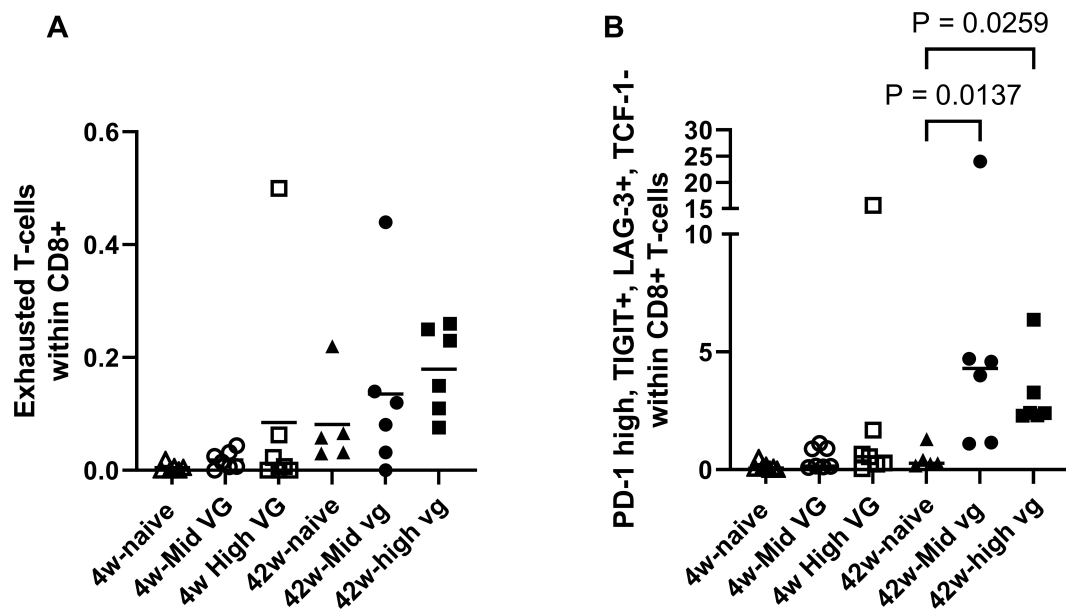 A
Exhausted T-cells
within CD8+
0.6
0.4
0.2
0.0
4w-naive
4w-Mid VG
4w High VG
42w-naive
42w-Mid vg
42w-high vg
B
P = 0.0259
P = 0.0137
PD-1 high, TIGIT+, LAG-3+, TCF-1-
within CD8+ T-cells
30
25
20
15
10
5
0
4w-naive
4w-Mid VG
4w High VG
42w-naive
42w-Mid vg
42w-high vg